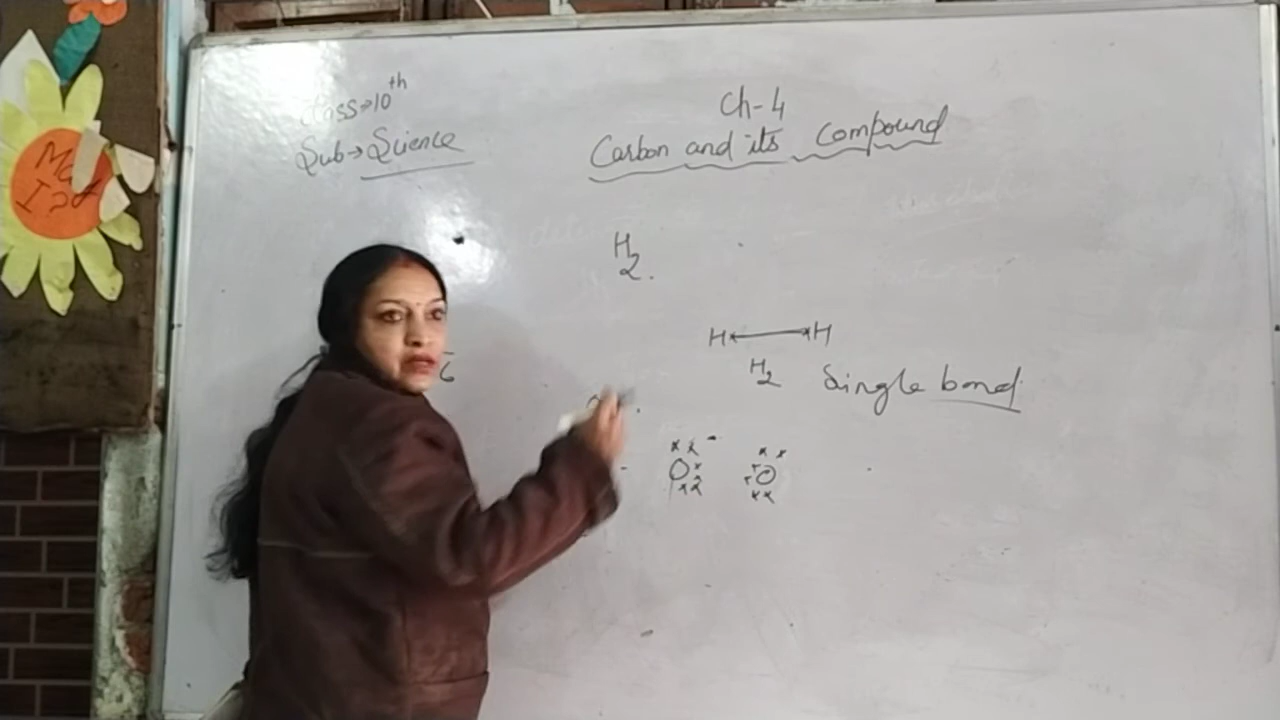 class→10th
Sub→Science
Ch-4
Carbon and its compound
H2.
H H
H2 Single bond
O O